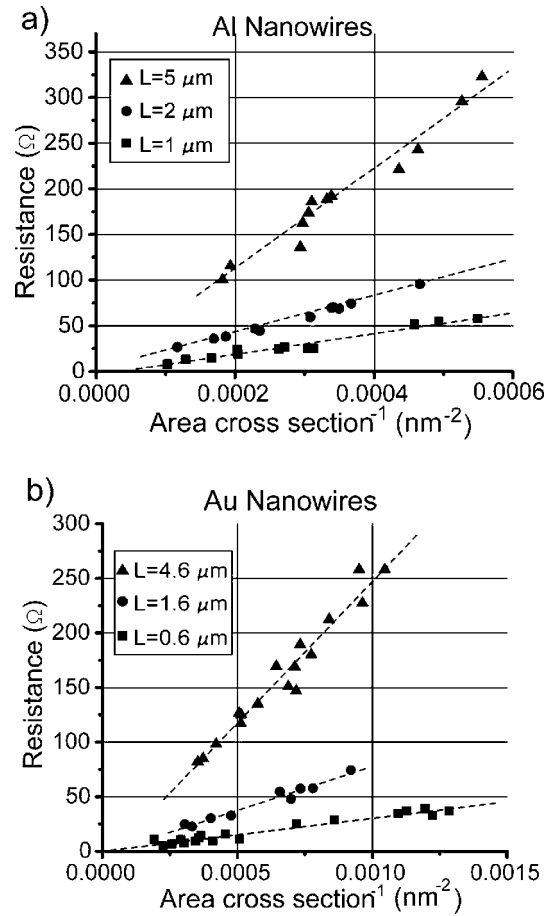 a)
Al Nanowires
350
300
250
200
150
100
50
0
Resistance (Ω)
▲ L=5 μm
● L=2 μm
■ L=1 μm
0.0000 0.0002 0.0004 0.0006
Area cross section⁻¹ (nm⁻²)
b)
Au Nanowires
300
250
200
150
100
50
0
Resistance (Ω)
▲ L=4.6 μm
● L=1.6 μm
■ L=0.6 μm
0.0000 0.0005 0.0010 0.0015
Area cross section⁻¹ (nm⁻²)